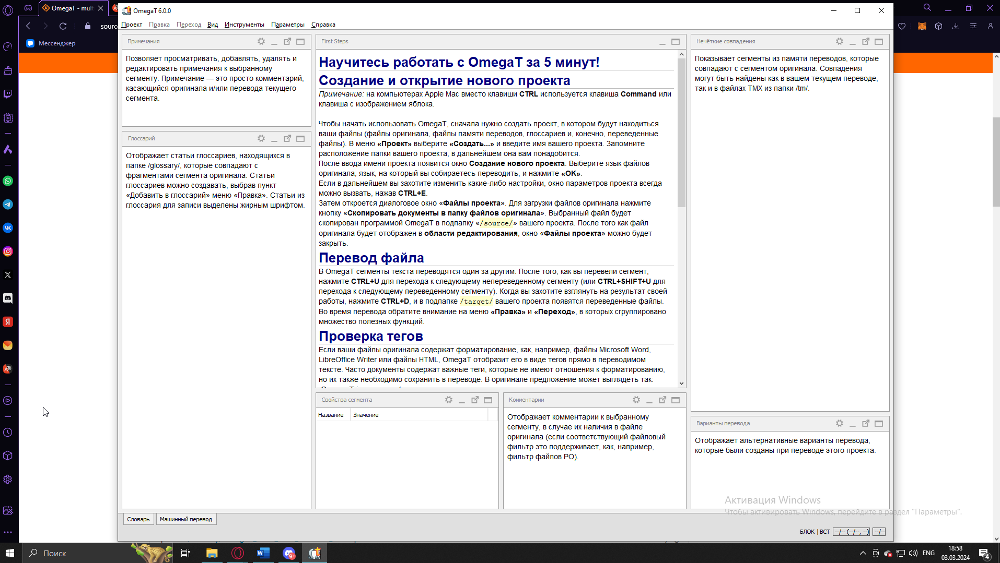 OmegaT - mul
OmegaT 6.0.0
sourc
Мессенджер
Проект Правка Переход Вид Инструменты Параметры Справка
Примечания
Позволяет просматривать, добавлять, удалять и
редактировать примечания к выбранному
сегменту. Примечание — это просто комментарий,
касающийся оригинала и/или перевода текущего
сегмента.
Глоссарий
Отображает статьи глоссариев, находящихся в
папке /glossary/, которые совпадают с
фрагментами сегмента оригинала. Статьи
глоссариев можно создавать, выбрав пункт
«Добавить в глоссарий» меню «Правка». Статьи из
глоссария для записи выделены жирным шрифтом.
First Steps
Научитесь работать с OmegaT за 5 минут!
Создание и открытие нового проекта
Примечание: на компьютерах Apple Mac вместо клавиши CTRL используется клавиша Command или
клавиша с изображением яблока.
Чтобы начать использовать OmegaT, сначала нужно создать проект, в котором будут находиться
ваши файлы (файлы оригинала, файлы памяти переводов, глоссариев и, конечно, переведенные
файлы). В меню «Проект» выберите «Создать...» и введите имя вашего проекта. Запомните
расположение папки вашего проекта, в дальнейшем она вам понадобится.
После ввода имени проекта появится окно Создание нового проекта. Выберите язык файлов
оригинала, язык, на который вы собираетесь переводить, и нажмите «OK».
Если в дальнейшем вы захотите изменить какие-либо настройки, окно параметров проекта всегда
можно вызвать, нажав CTRL+E.
Затем откроется диалоговое окно «Файлы проекта». Для загрузки файлов оригинала нажмите
кнопку «Скопировать документы в папку файлов оригинала». Выбранный файл будет
скопирован программой OmegaT в подпапку «/source/» вашего проекта. После того как файл
оригинала будет отображен в области редактирования, окно «Файлы проекта» можно будет
закрыть.
Перевод файла
В OmegaT сегменты текста переводятся один за другим. После того, как вы перевели сегмент,
нажмите CTRL+U для перехода к следующему непереведенному сегменту (или CTRL+SHIFT+U для
перехода к следующему переведенному сегменту). Когда вы захотите взглянуть на результат своей
работы, нажмите CTRL+D, и в подпапке /target/ вашего проекта появятся переведенные файлы.
Во время перевода обратите внимание на меню «Правка» и «Переход», в которых сгруппировано
множество полезных функций.
Проверка тегов
Если ваши файлы оригинала содержат форматирование, как, например, файлы Microsoft Word,
LibreOffice Writer или файлы HTML, OmegaT отобразит его в виде тегов прямо в переводимом
тексте. Часто документы содержат важные теги, которые не имеют отношения к форматированию,
но их также необходимо сохранить в переводе. В оригинале предложение может выглядеть так:
Свойства сегмента
Название Значение
Комментарии
Отображает комментарии к выбранному
сегменту, в случае их наличия в файле
оригинала (если соответствующий файловый
фильтр это поддерживает, как, например,
фильтр файлов PO).
Нечёткие совпадения
Показывает сегменты из памяти переводов, которые
совпадают с сегментом оригинала. Совпадения
могут быть найдены как в вашем текущем переводе,
так и в файлах TMX из папки /tm/.
Варианты перевода
Отображает альтернативные варианты перевода,
которые были созданы при переводе этого проекта.
Активация Windows
Чтобы активировать Windows, перейдите в раздел "Параметры".
Словарь Машинный перевод
БЛОК | ВСТ --/-- (--/--, --) --/--
Поиск
9+
ENG
18:58
03.03.2024
4